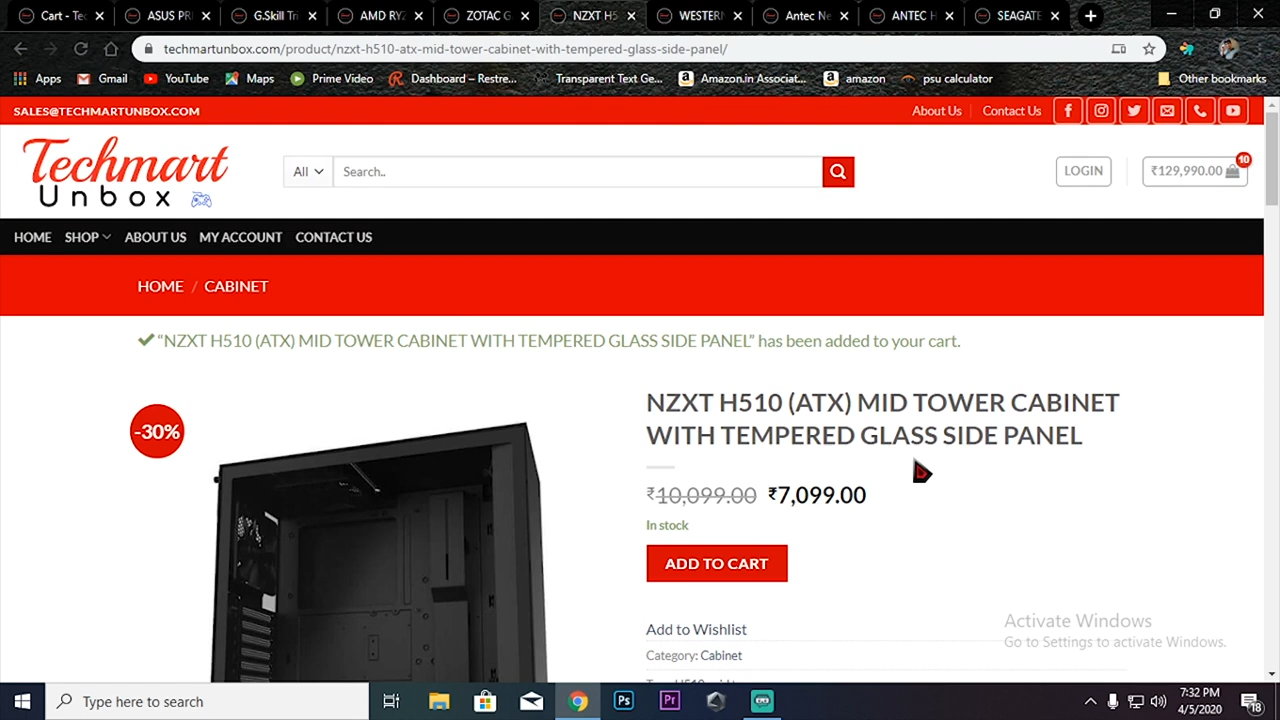 Cart - Tec
ASUS PRI
G.Skill Tri
AMD RYZ
ZOTAC G
NZXT H5
WESTERN
Antec Ne
ANTEC H
SEAGATE
techmartunbox.com/product/nzxt-h510-atx-mid-tower-cabinet-with-tempered-glass-side-panel/
Apps
Gmail
YouTube
Maps
Prime Video
Dashboard – Restre...
Transparent Text Ge...
Amazon.in Associat...
amazon
psu calculator
Other bookmarks
SALES@TECHMARTUNBOX.COM
About Us
Contact Us
Techmart
Unbox
All
Search..
LOGIN
₹129,990.00
10
HOME
SHOP
ABOUT US
MY ACCOUNT
CONTACT US
HOME / CABINET
“NZXT H510 (ATX) MID TOWER CABINET WITH TEMPERED GLASS SIDE PANEL” has been added to your cart.
-30%
NZXT H510 (ATX) MID TOWER CABINET
WITH TEMPERED GLASS SIDE PANEL
₹10,099.00 ₹7,099.00
In stock
ADD TO CART
Add to Wishlist
Category: Cabinet
Activate Windows
Go to Settings to activate Windows.
Type here to search
Ps
Pr
7:32 PM
4/5/2020
18